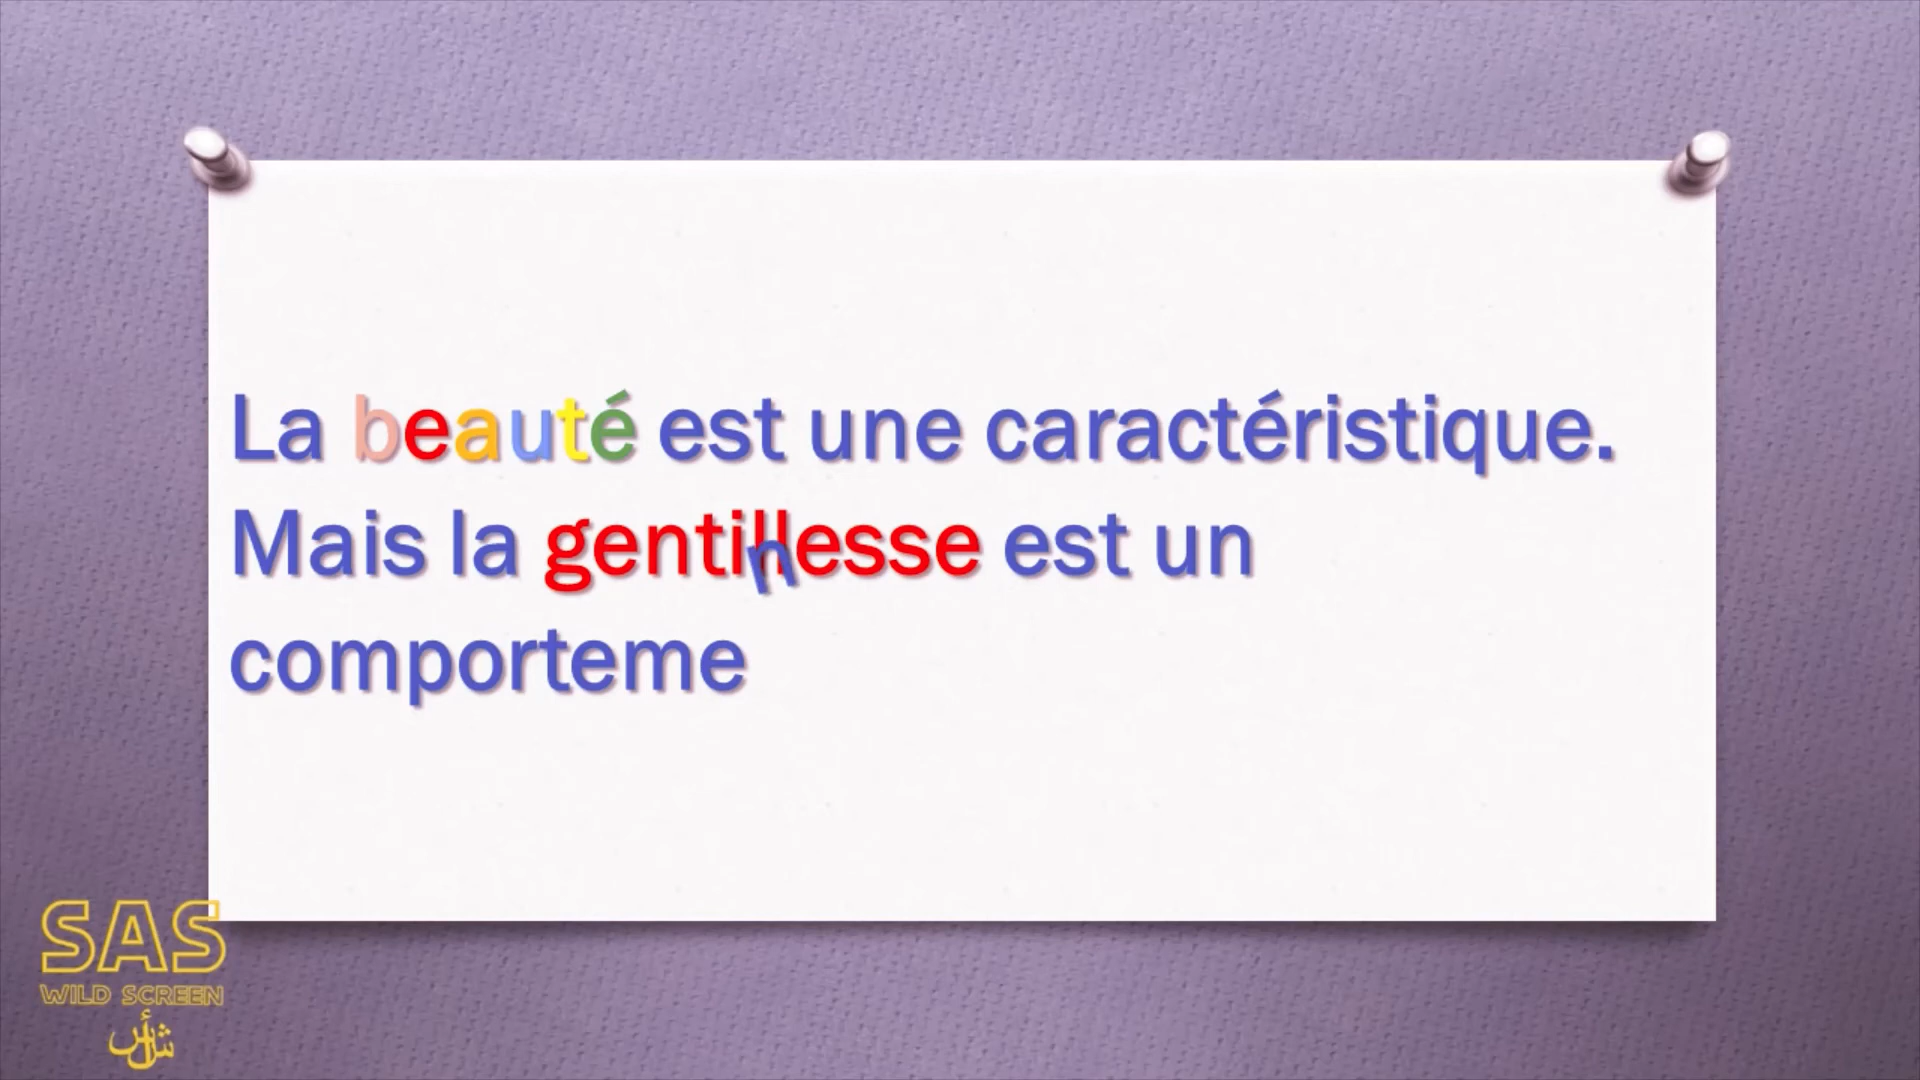 La beauté est une caractéristique.
Mais la gentillesse est un
comporteme
n
SAS
WILD SCREEN